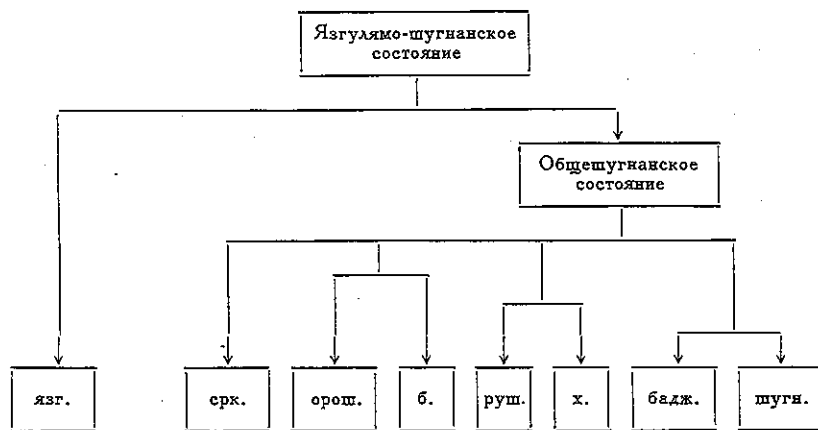 Язгулямо-шугнанское
состояние
Общешугнанское
состояние
язг.
срк.
орош.
б.
руш.
х.
бадж.
шугн.